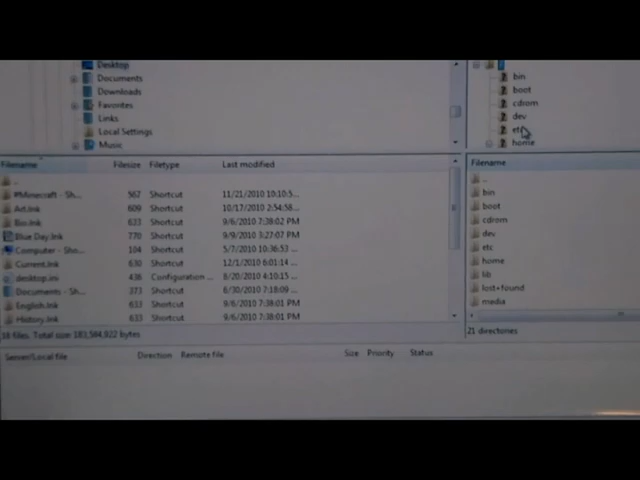 Desktop
Documents
Downloads
Favorites
Links
Local Settings
Music
bin
boot
cdrom
dev
etc
home
Filename Filesize Filetype Last modified
..
#Minecraft - Sh... 567 Shortcut 11/21/2010 10:10:5...
Art.lnk 609 Shortcut 10/17/2010 2:54:58...
Bio.lnk 633 Shortcut 9/6/2010 7:38:02 PM
Blue Day.lnk 770 Shortcut 9/9/2010 3:27:07 PM
Computer - Sh... 104 Shortcut 5/7/2010 10:36:53 ...
Current.lnk 630 Shortcut 12/1/2010 6:01:14 ...
desktop.ini 436 Configuration ... 8/20/2010 4:10:15 ...
Documents - Sh... 373 Shortcut 6/30/2010 7:18:09 ...
English.lnk 633 Shortcut 9/6/2010 7:38:01 PM
History.lnk 633 Shortcut 9/6/2010 7:38:01 PM
18 files. Total size: 183,584,922 bytes
Filename
..
bin
boot
cdrom
dev
etc
home
lib
lost+found
media
21 directories
Server/Local file Direction Remote file Size Priority Status